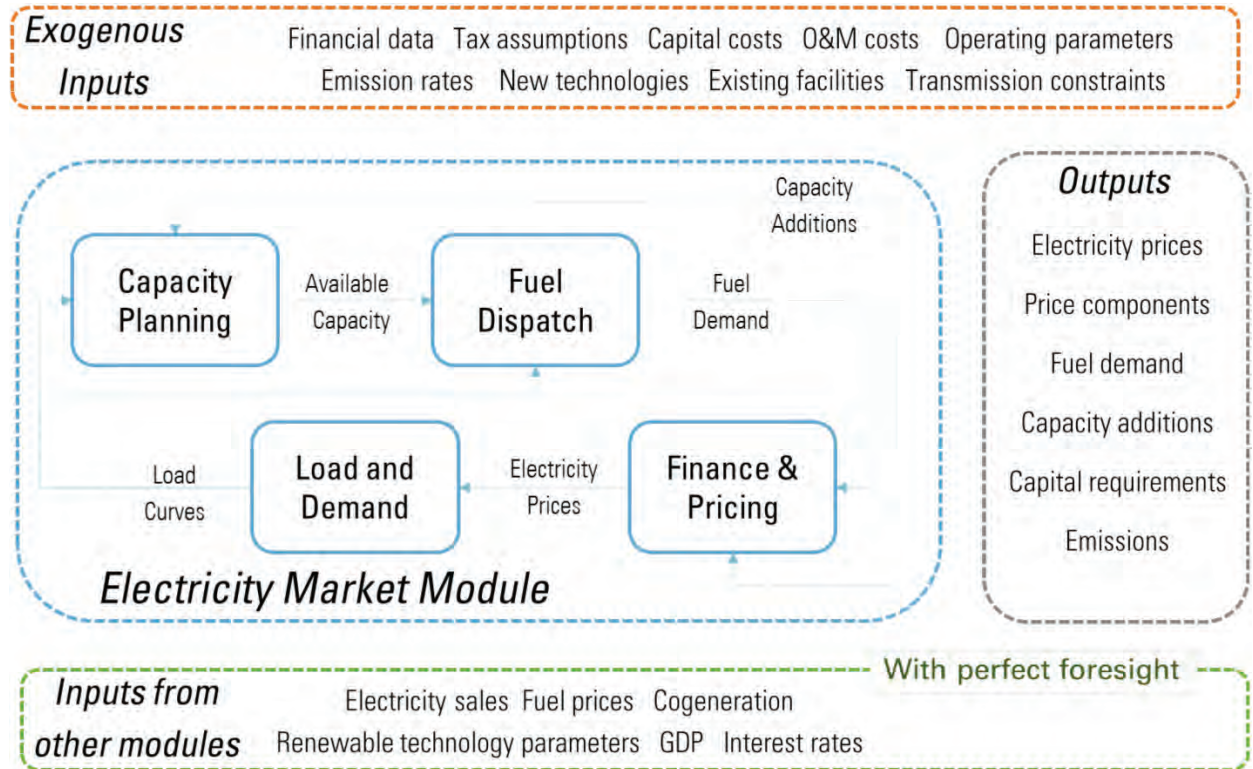 Exogenous
Inputs
Financial data Tax assumptions Capital costs O&M costs Operating parameters
Emission rates New technologies Existing facilities Transmission constraints
Capacity
Additions
Capacity
Planning
Available
Capacity
Fuel
Dispatch
Fuel
Demand
Load
Curves
Load and
Demand
Electricity
Prices
Finance &
Pricing
Electricity Market Module
Outputs
Electricity prices
Price components
Fuel demand
Capacity additions
Capital requirements
Emissions
With perfect foresight
Inputs from
other modules
Electricity sales Fuel prices Cogeneration
Renewable technology parameters GDP Interest rates